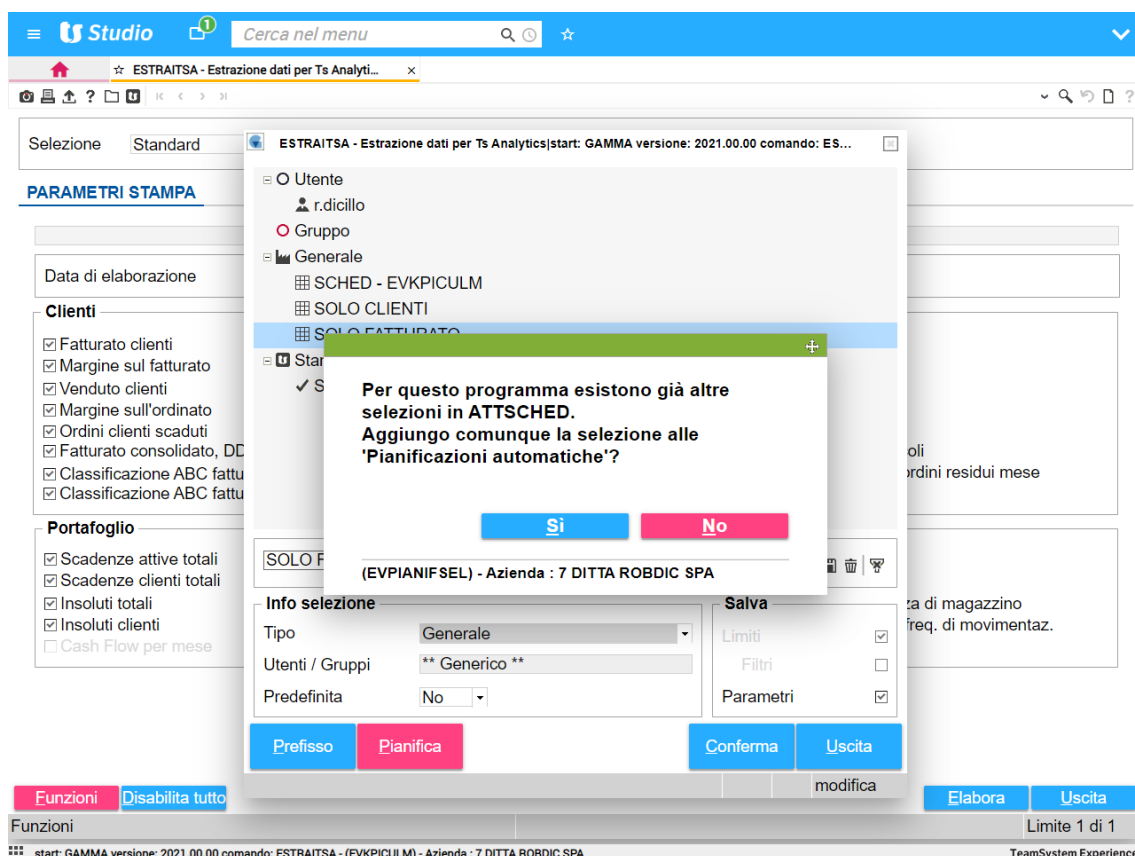 Studio
1
Cerca nel menu
ESTRAITSA - Estrazione dati per Ts Analyti...
Selezione Standard
ESTRAITSA - Estrazione dati per Ts Analytics|start: GAMMA versione: 2021.00.00 comando: ES...
PARAMETRI STAMPA
Utente
r.dicillo
Gruppo
Generale
SCHED - EVKPICULM
SOLO CLIENTI
SOLO FATTURATO
Star
S
Data di elaborazione
Clienti
Fatturato clienti
Margine sul fatturato
Venduto clienti
Margine sull'ordinato
Ordini clienti scaduti
Fatturato consolidato, DD
oli
Classificazione ABC fattu
ordini residui mese
Classificazione ABC fattu
Per questo programma esistono già altre
selezioni in ATTSCHED.
Aggiungo comunque la selezione alle
'Pianificazioni automatiche'?
Sì No
(EVPIANIFSEL) - Azienda : 7 DITTA ROBDIC SPA
Portafoglio
Scadenze attive totali
Scadenze clienti totali
Insoluti totali
za di magazzino
Insoluti clienti
freq. di movimentaz.
Cash Flow per mese
SOLO F
Info selezione
Tipo Generale
Utenti / Gruppi ** Generico **
Predefinita No
Salva
Limiti
Filtri
Parametri
Prefisso Pianifica Conferma Uscita
modifica
Funzioni Disabilita tutto Elabora Uscita
Funzioni Limite 1 di 1
start: GAMMA versione: 2021.00.00 comando: ESTRAITSA - (EVKPICULM) - Azienda : 7 DITTA ROBDIC SPA TeamSystem Experience